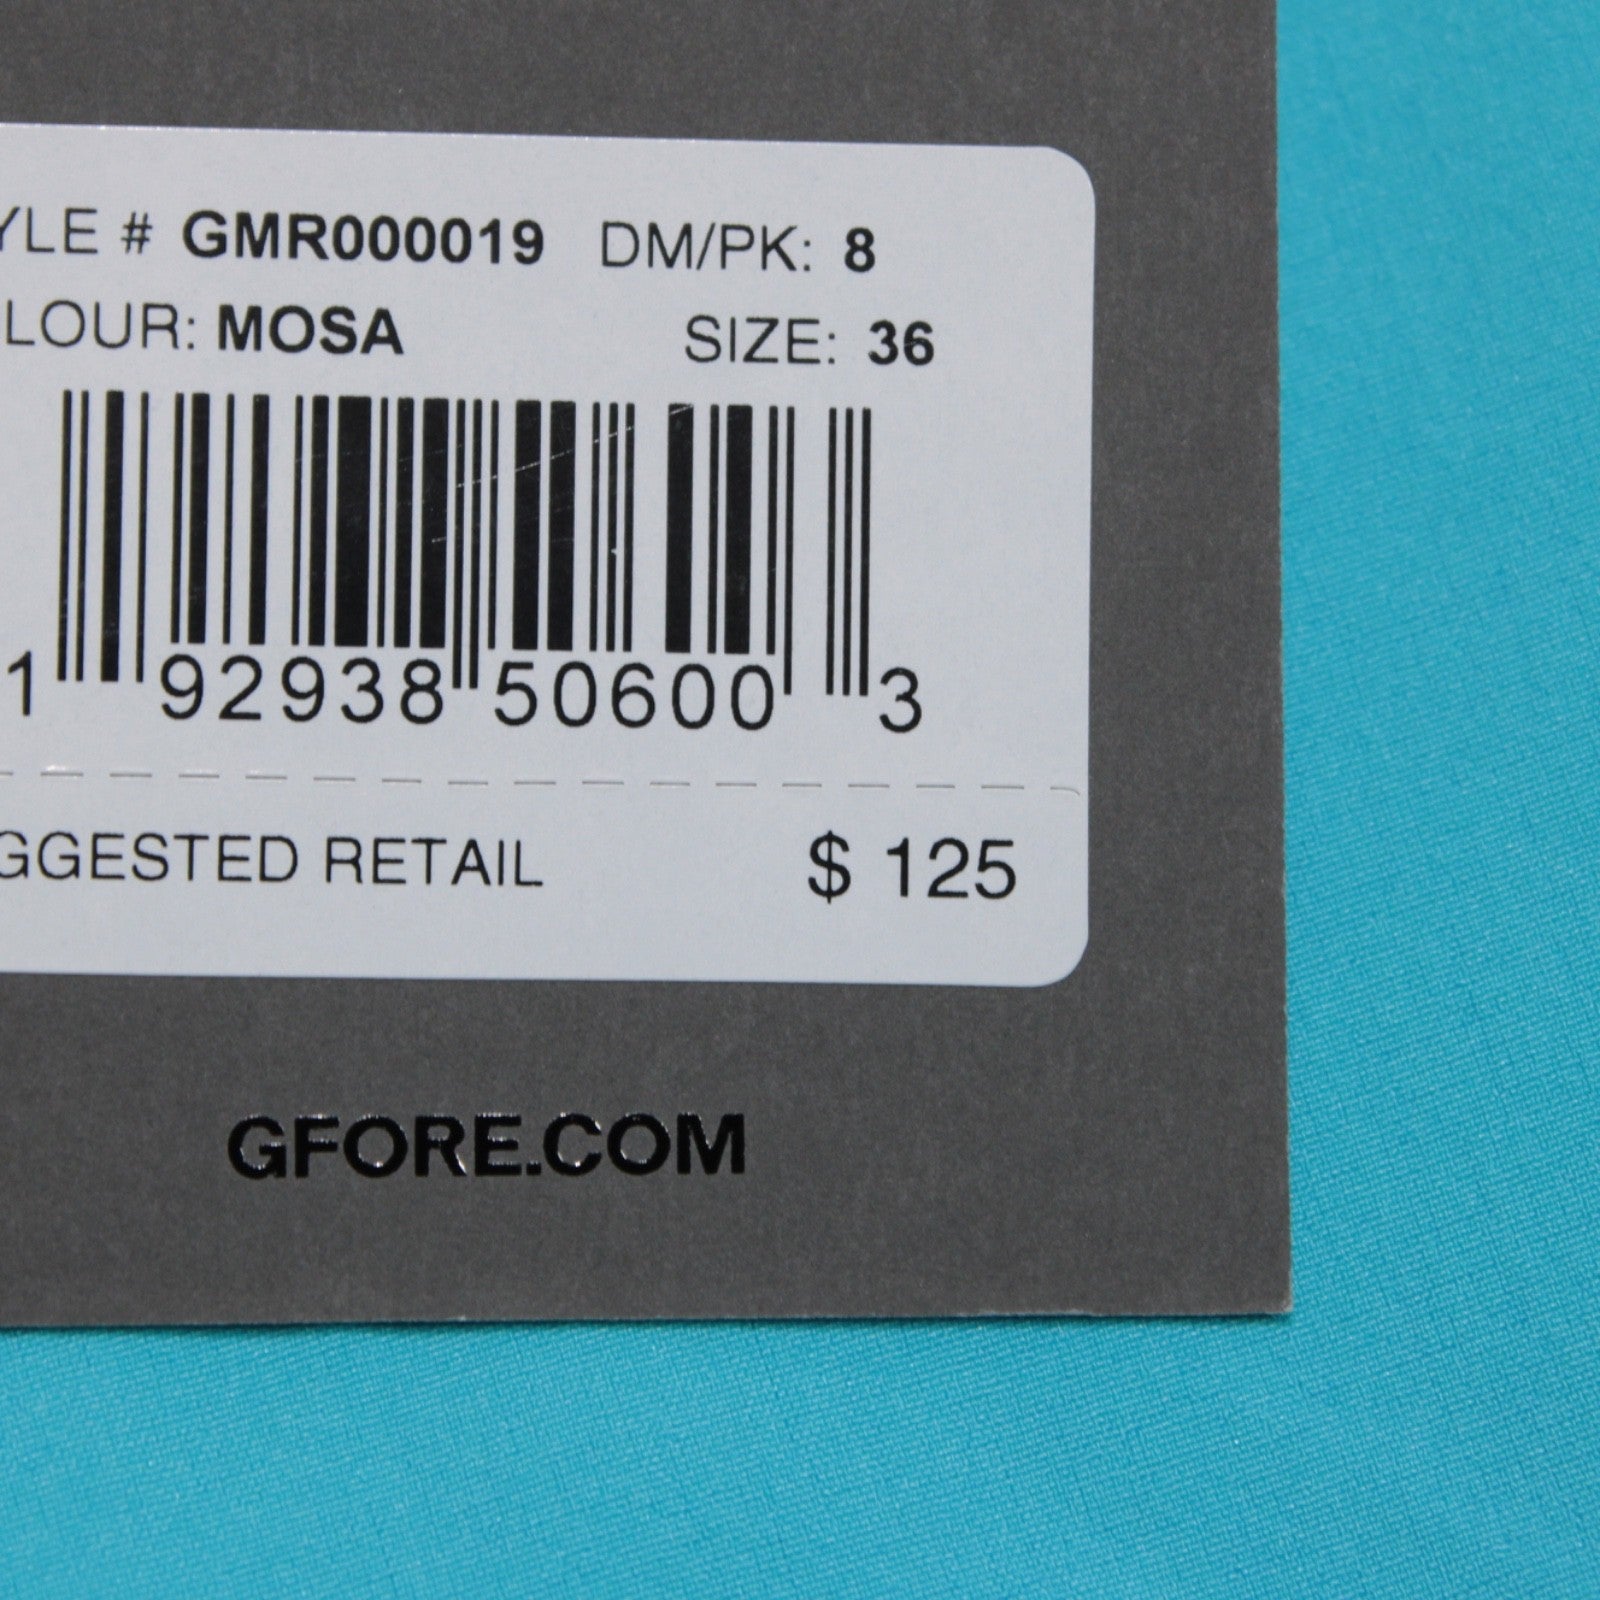 YLE # GMR000019 DM/PK: 8
LOUR: MOSA SIZE: 36
1 92938 50600 3
GGESTED RETAIL $ 125
GFORE.COM